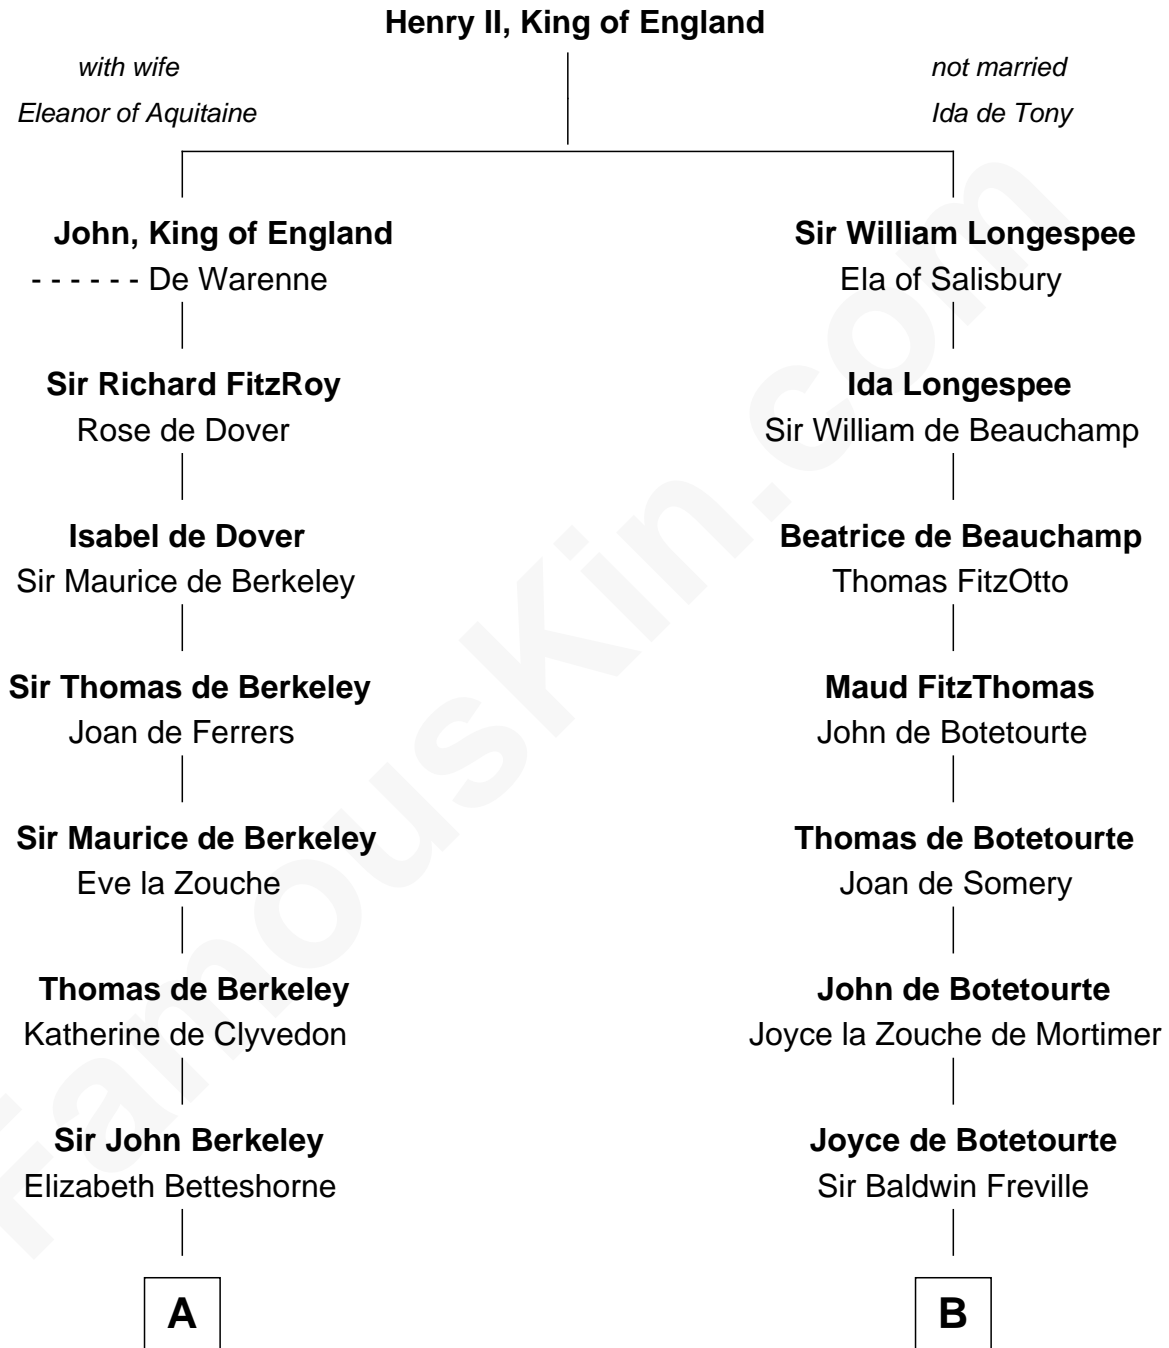 Henry II, King of England
with wife
Eleanor of Aquitaine
not married
Ida de Tony
John, King of England
- - - - - - De Warenne
Sir William Longespee
Ela of Salisbury
Sir Richard FitzRoy
Rose de Dover
Ida Longespee
Sir William de Beauchamp
Isabel de Dover
Sir Maurice de Berkeley
Beatrice de Beauchamp
Thomas FitzOtto
Sir Thomas de Berkeley
Joan de Ferrers
Maud FitzThomas
John de Botetourte
Sir Maurice de Berkeley
Eve la Zouche
Thomas de Botetourte
Joan de Somery
Thomas de Berkeley
Katherine de Clyvedon
John de Botetourte
Joyce la Zouche de Mortimer
Sir John Berkeley
Elizabeth Betteshorne
Joyce de Botetourte
Sir Baldwin Freville
A
B
FamousKin.com